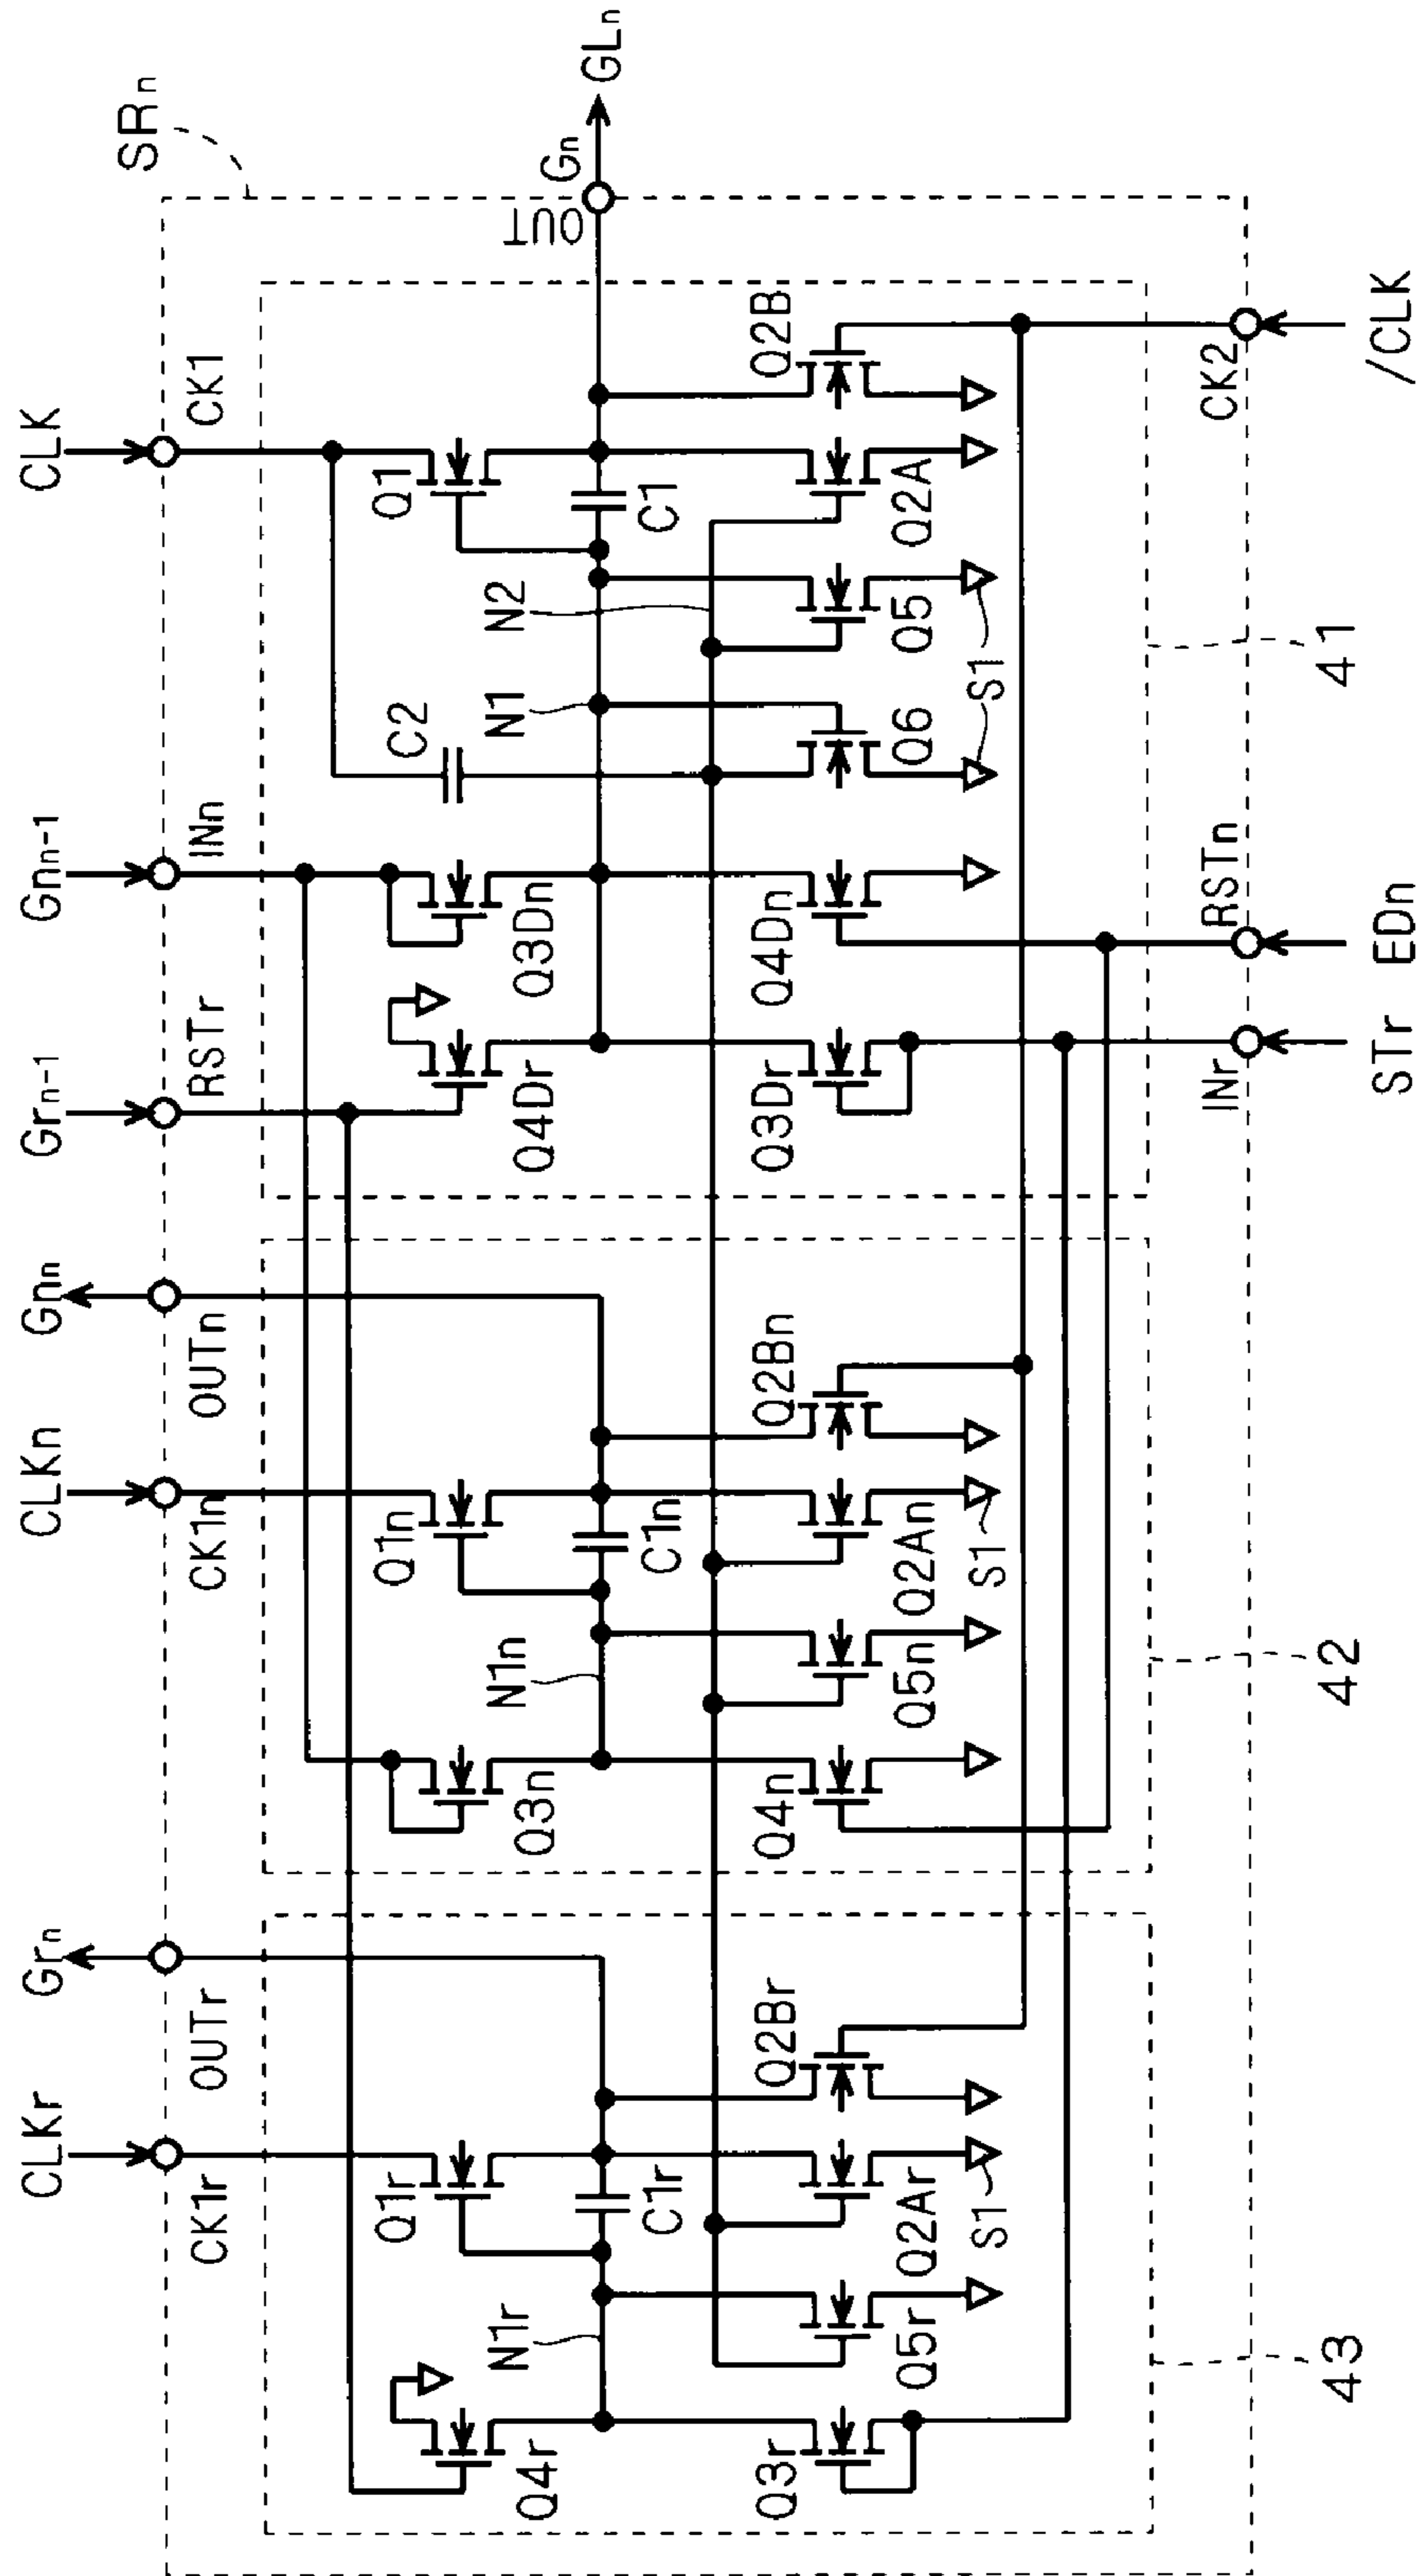 SRn
GLn
Gn
OUT
CLK
CK1
Gnn-1
INn
Grn-1
RSTr
Gnn
OUTn
CLKn
CK1n
Grn
OUTr
CLKr
CK1r
Q1
C1
C2
N1
N2
Q2B
Q2A
Q5
Q6
S1
Q3Dn
Q4Dn
Q4Dr
Q3Dr
CK2
/CLK
RSTn
EDn
INr
STr
41
Q1n
C1n
N1n
Q3n
Q2Bn
Q2An
Q5n
Q4n
S1
42
Q1r
C1r
N1r
Q4r
Q2Br
Q2Ar
Q5r
Q3r
S1
43